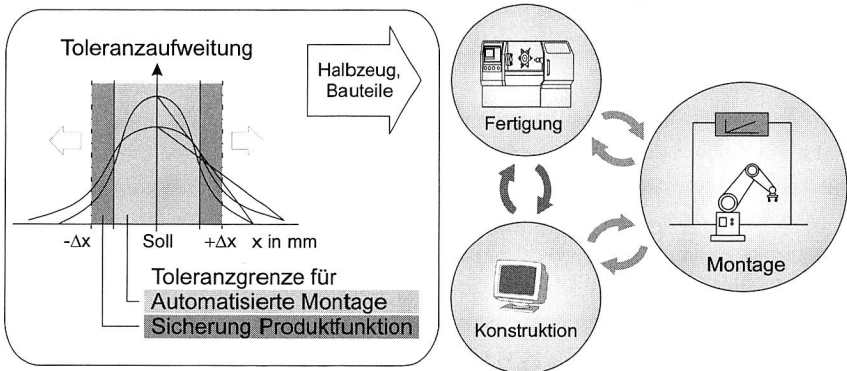 Toleranzaufweitung
Halbzeug,
Bauteile
-Δx
Soll
+Δx
x in mm
Toleranzgrenze für
Automatisierte Montage
Sicherung Produktfunktion
Fertigung
Montage
Konstruktion